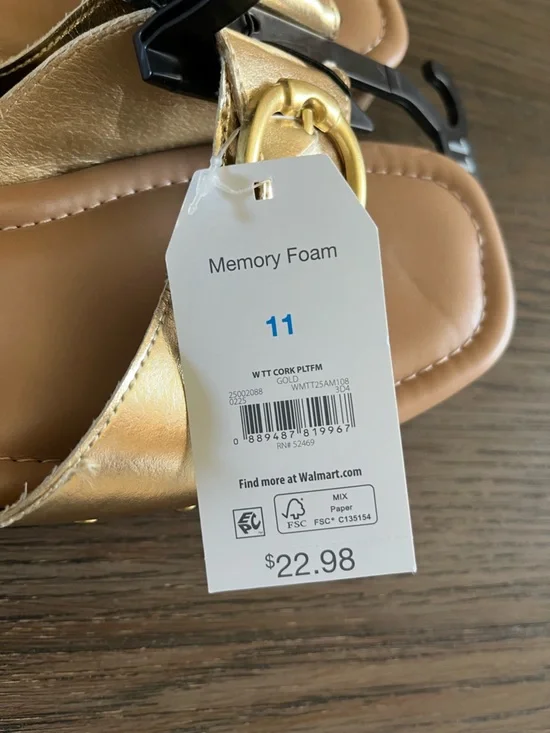 Memory Foam
11
W TT CORK PLTFM
GOLD
25002088 WMTT25AM108
0225 3D4
0 889487 819967
RN# 52469
Find more at Walmart.com
EPC
FSC
MIX
Paper
FSC® C135154
$22.98